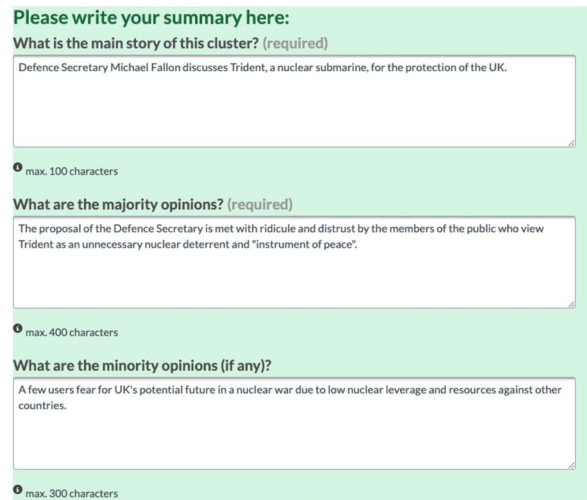 Please write your summary here:
What is the main story of this cluster? (required)
Defence Secretary Michael Fallon discusses Trident, a nuclear submarine, for the protection of the UK.
max. 100 characters
What are the majority opinions? (required)
The proposal of the Defence Secretary is met with ridicule and distrust by the members of the public who view
Trident as an unnecessary nuclear deterrent and "instrument of peace".
max. 400 characters
What are the minority opinions (if any)?
A few users fear for UK's potential future in a nuclear war due to low nuclear leverage and resources against other
countries.
max. 300 characters